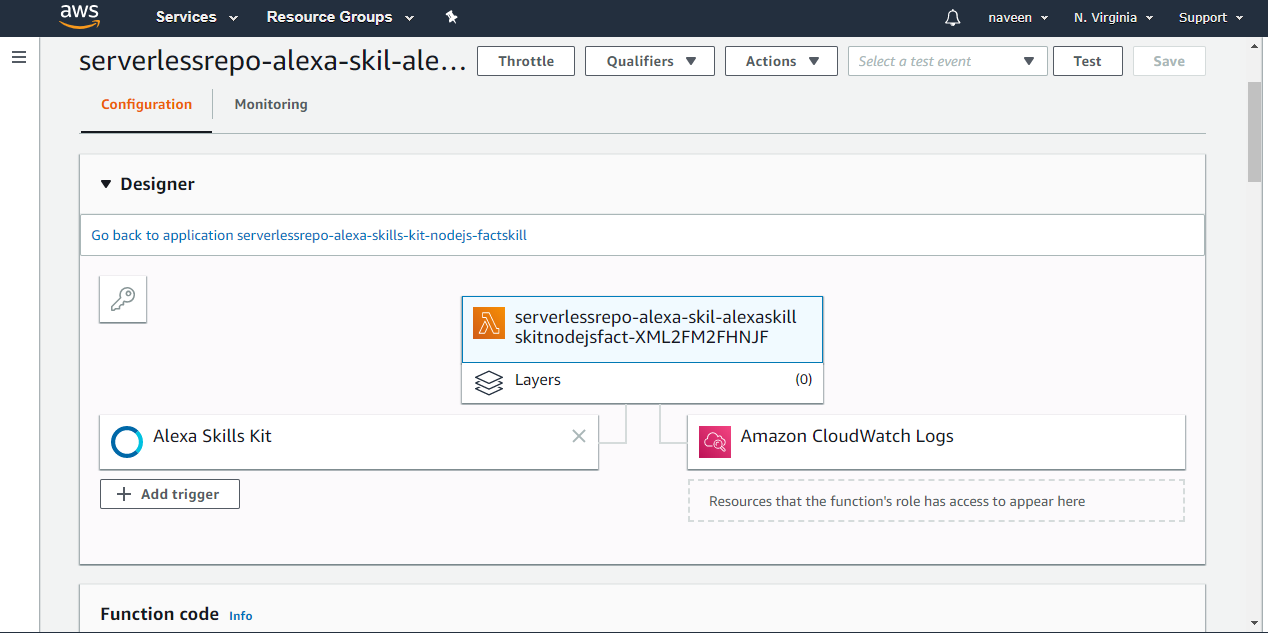 aws Services Resource Groups naveen N. Virginia Support
serverlessrepo-alexa-skil-ale... Throttle Qualifiers Actions Select a test event Test Save
Configuration Monitoring
Designer
Go back to application serverlessrepo-alexa-skills-kit-nodejs-factskill
serverlessrepo-alexa-skil-alexaskill
skitnodejsfact-XML2FM2FHNJF
Layers (0)
Alexa Skills Kit Amazon CloudWatch Logs
Add trigger
Resources that the function's role has access to appear here
Function code Info